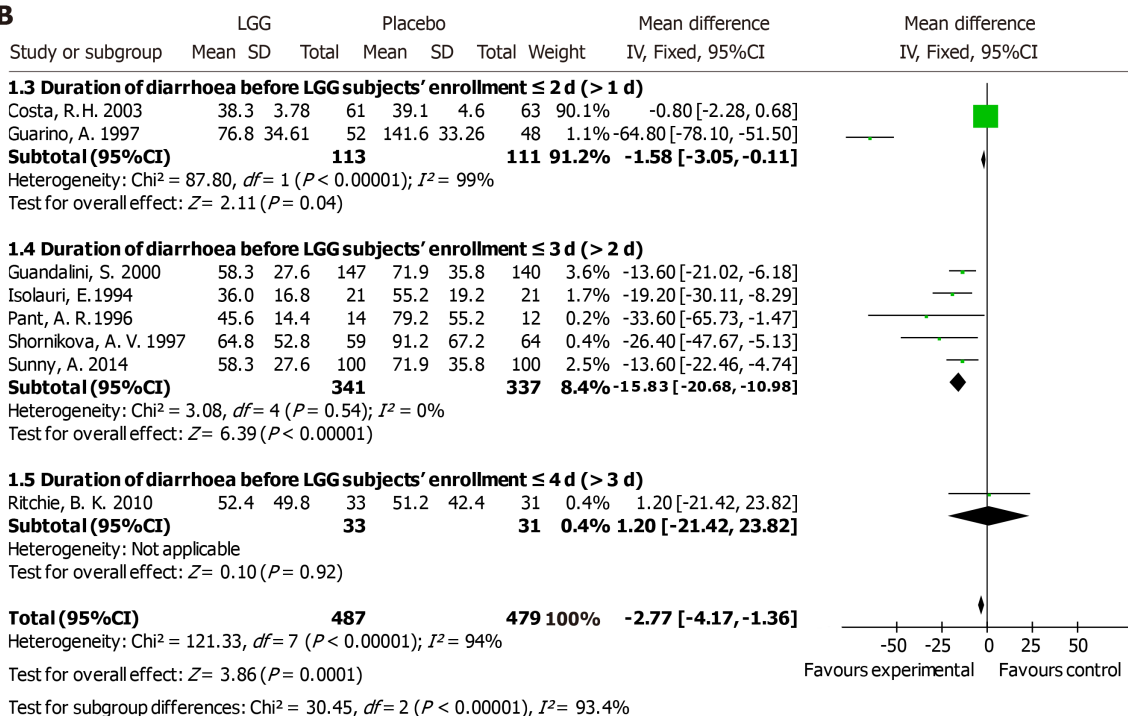 B
LGG Placebo Mean difference Mean difference
Study or subgroup Mean SD Total Mean SD Total Weight IV, Fixed, 95%CI IV, Fixed, 95%CI
1.3 Duration of diarrhoea before LGG subjects' enrollment ≤ 2 d (> 1 d)
Costa, R.H. 2003 38.3 3.78 61 39.1 4.6 63 90.1% -0.80 [-2.28, 0.68]
Guarino, A. 1997 76.8 34.61 52 141.6 33.26 48 1.1% -64.80 [-78.10, -51.50]
Subtotal (95%CI) 113 111 91.2% -1.58 [-3.05, -0.11]
Heterogeneity: Chi² = 87.80, df = 1 (P < 0.00001); I² = 99%
Test for overall effect: Z = 2.11 (P = 0.04)
1.4 Duration of diarrhoea before LGG subjects' enrollment ≤ 3 d (> 2 d)
Guandalini, S. 2000 58.3 27.6 147 71.9 35.8 140 3.6% -13.60 [-21.02, -6.18]
Isolauri, E.1994 36.0 16.8 21 55.2 19.2 21 1.7% -19.20 [-30.11, -8.29]
Pant, A. R.1996 45.6 14.4 14 79.2 55.2 12 0.2% -33.60 [-65.73, -1.47]
Shornikova, A. V. 1997 64.8 52.8 59 91.2 67.2 64 0.4% -26.40 [-47.67, -5.13]
Sunny, A. 2014 58.3 27.6 100 71.9 35.8 100 2.5% -13.60 [-22.46, -4.74]
Subtotal (95%CI) 341 337 8.4% -15.83 [-20.68, -10.98]
Heterogeneity: Chi² = 3.08, df = 4 (P = 0.54); I² = 0%
Test for overall effect: Z = 6.39 (P < 0.00001)
1.5 Duration of diarrhoea before LGG subjects' enrollment ≤ 4 d (> 3 d)
Ritchie, B. K. 2010 52.4 49.8 33 51.2 42.4 31 0.4% 1.20 [-21.42, 23.82]
Subtotal (95%CI) 33 31 0.4% 1.20 [-21.42, 23.82]
Heterogeneity: Not applicable
Test for overall effect: Z = 0.10 (P = 0.92)
Total (95%CI) 487 479 100% -2.77 [-4.17, -1.36]
Heterogeneity: Chi² = 121.33, df = 7 (P < 0.00001); I² = 94%
-50 -25 0 25 50
Test for overall effect: Z = 3.86 (P = 0.0001)
Favours experimental Favours control
Test for subgroup differences: Chi² = 30.45, df = 2 (P < 0.00001), I² = 93.4%